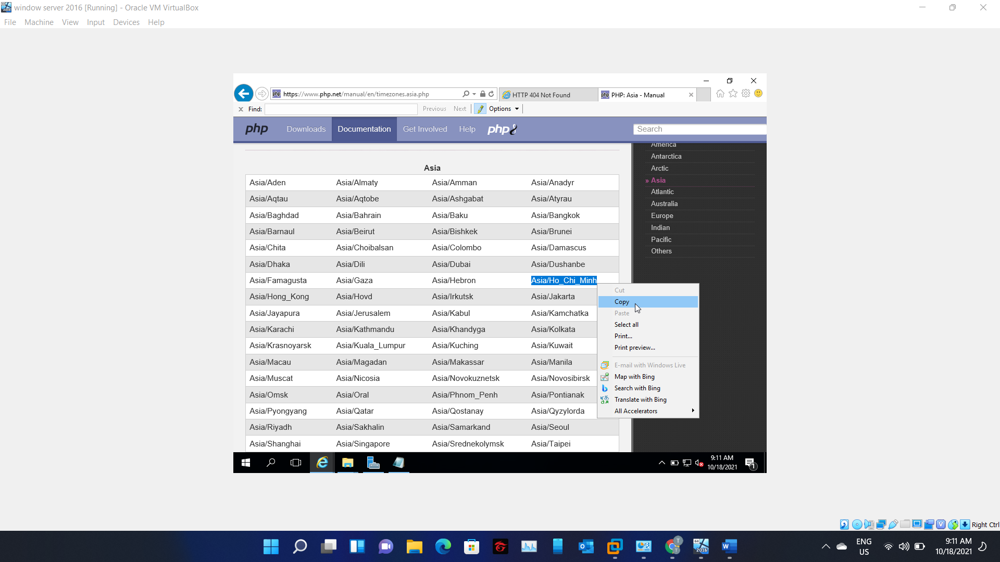 window server 2016 [Running] - Oracle VM VirtualBox
File Machine View Input Devices Help
https://www.php.net/manual/en/timezones.asia.php
HTTP 404 Not Found
PHP: Asia - Manual
Find:
Previous Next Options
php Downloads Documentation Get Involved Help php8
Search
Asia
Asia/Aden Asia/Almaty Asia/Amman Asia/Anadyr
Asia/Aqtau Asia/Aqtobe Asia/Ashgabat Asia/Atyrau
Asia/Baghdad Asia/Bahrain Asia/Baku Asia/Bangkok
Asia/Barnaul Asia/Beirut Asia/Bishkek Asia/Brunei
Asia/Chita Asia/Choibalsan Asia/Colombo Asia/Damascus
Asia/Dhaka Asia/Dili Asia/Dubai Asia/Dushanbe
Asia/Famagusta Asia/Gaza Asia/Hebron Asia/Ho_Chi_Minh
Asia/Hong_Kong Asia/Hovd Asia/Irkutsk Asia/Jakarta
Asia/Jayapura Asia/Jerusalem Asia/Kabul Asia/Kamchatka
Asia/Karachi Asia/Kathmandu Asia/Khandyga Asia/Kolkata
Asia/Krasnoyarsk Asia/Kuala_Lumpur Asia/Kuching Asia/Kuwait
Asia/Macau Asia/Magadan Asia/Makassar Asia/Manila
Asia/Muscat Asia/Nicosia Asia/Novokuznetsk Asia/Novosibirsk
Asia/Omsk Asia/Oral Asia/Phnom_Penh Asia/Pontianak
Asia/Pyongyang Asia/Qatar Asia/Qostanay Asia/Qyzylorda
Asia/Riyadh Asia/Sakhalin Asia/Samarkand Asia/Seoul
Asia/Shanghai Asia/Singapore Asia/Srednekolymsk Asia/Taipei
America
Antarctica
Arctic
» Asia
Atlantic
Australia
Europe
Indian
Pacific
Others
Cut
Copy
Paste
Select all
Print...
Print preview...
E-mail with Windows Live
Map with Bing
Search with Bing
Translate with Bing
All Accelerators
9:11 AM
10/18/2021
1
Right Ctrl
ENG
US
9:11 AM
10/18/2021